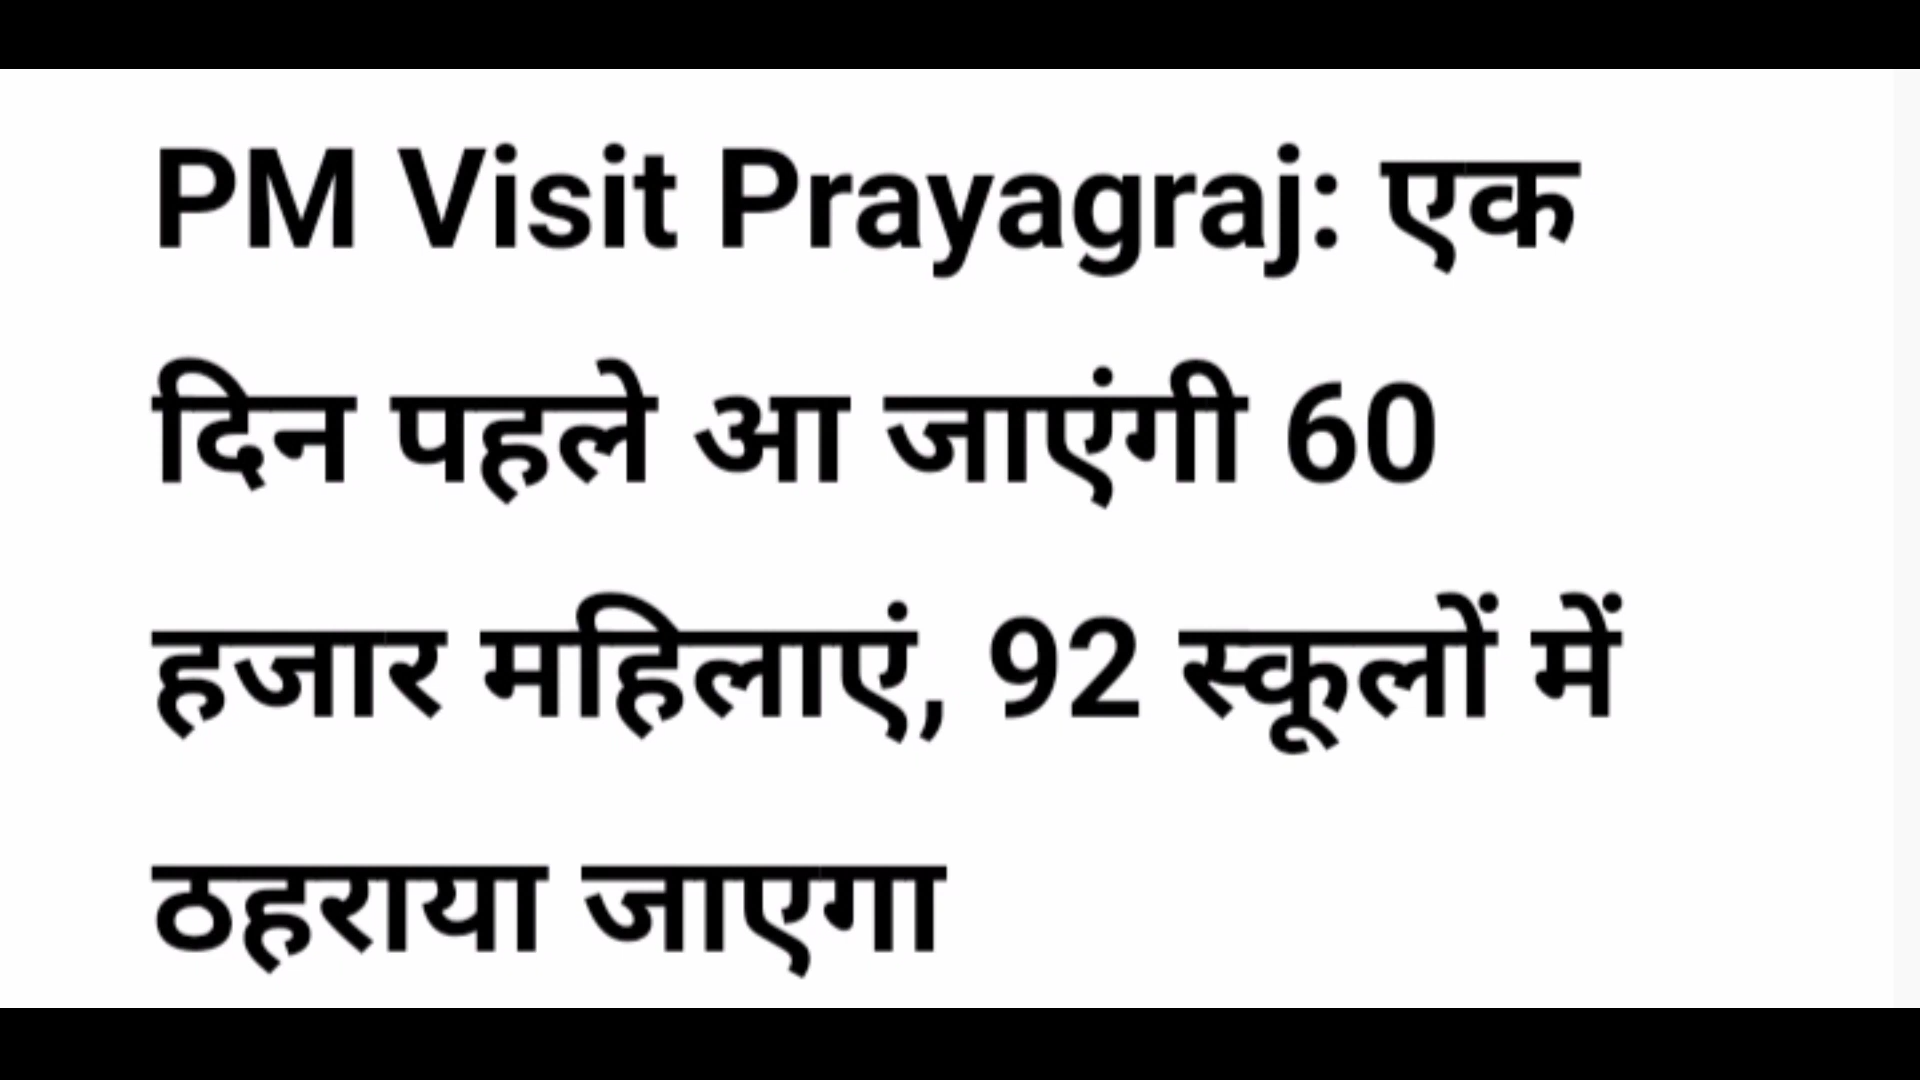 PM Visit Prayagraj: एक
दिन पहले आ जाएंगी 60
हजार महिलाएं, 92 स्कूलों में
ठहराया जाएगा